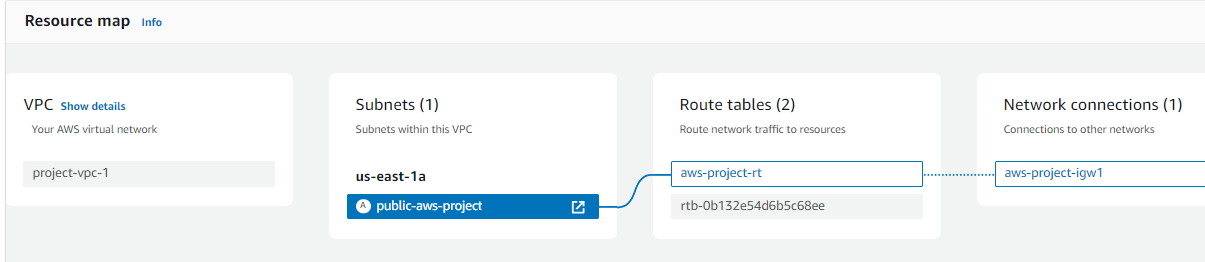 Resource map Info
VPC Show details
Your AWS virtual network
project-vpc-1
Subnets (1)
Subnets within this VPC
us-east-1a
A public-aws-project
Route tables (2)
Route network traffic to resources
aws-project-rt
rtb-0b132e54d6b5c68ee
Network connections (1)
Connections to other networks
aws-project-igw1